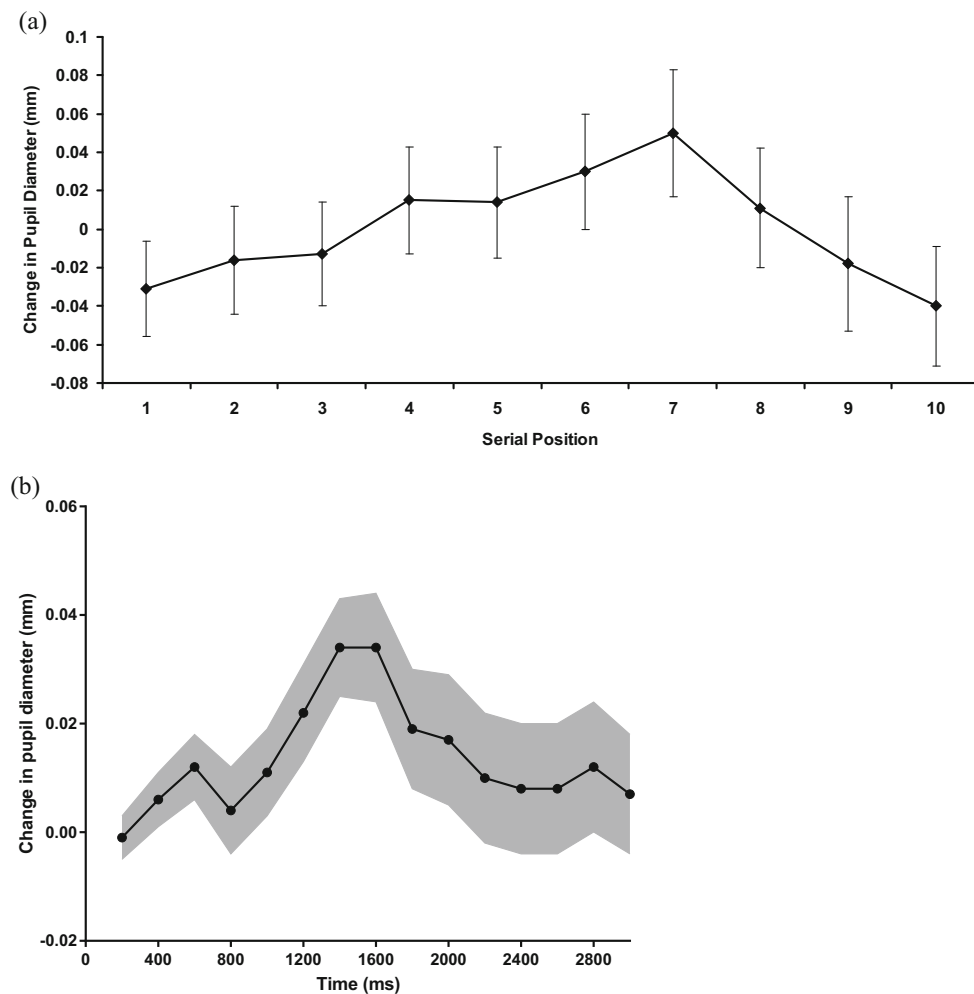 (a)
0.1
0.08
0.06
0.04
0.02
0
-0.02
-0.04
-0.06
-0.08
Change in Pupil Diameter (mm)
1 2 3 4 5 6 7 8 9 10
Serial Position
(b)
0.06
0.04
0.02
0.00
-0.02
Change in pupil diameter (mm)
0 400 800 1200 1600 2000 2400 2800
Time (ms)